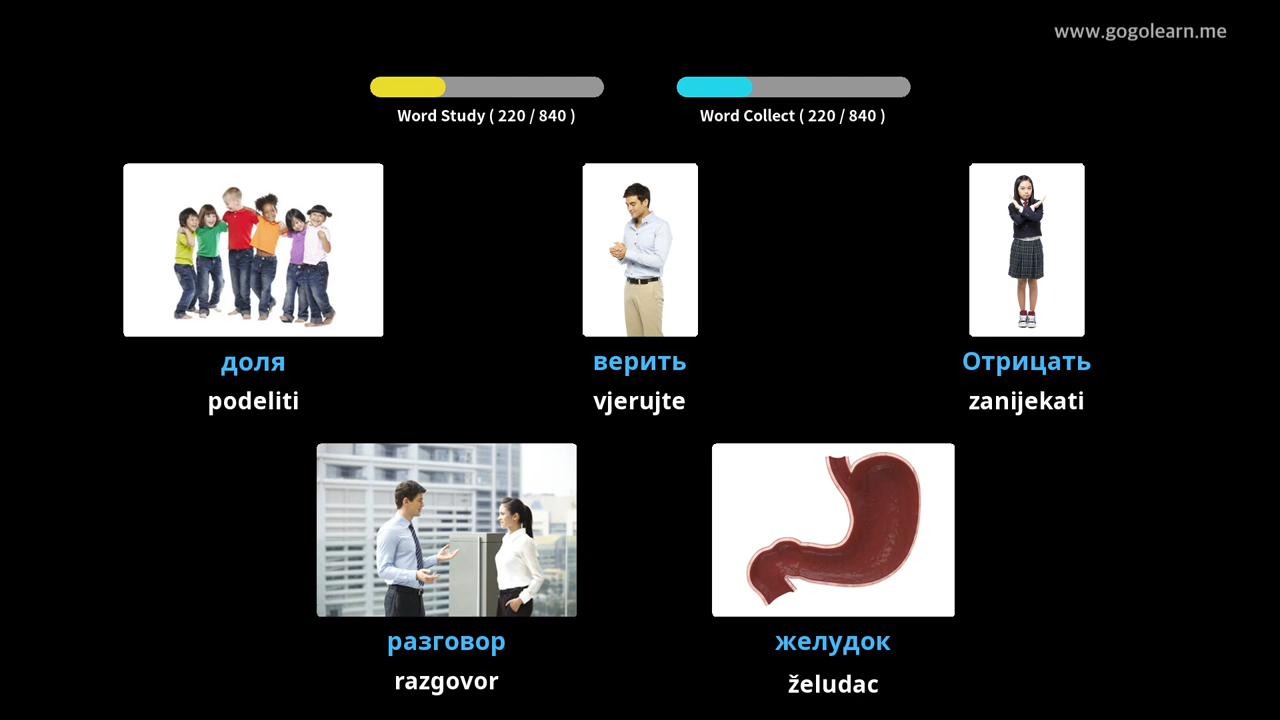 www.gogolearn.me
Word Study ( 220 / 840 )
Word Collect ( 220 / 840 )
доля
podeliti
верить
vjerujte
Отрицать
zanijekati
разговор
razgovor
желудок
želudac